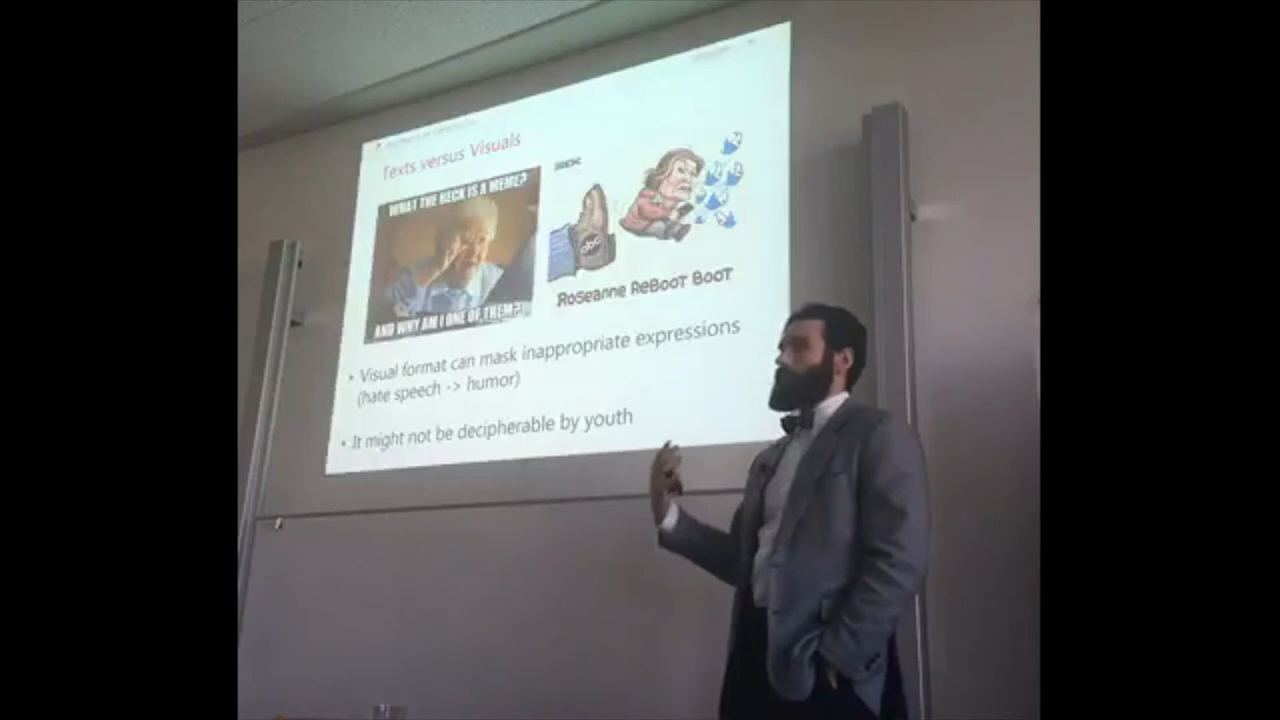 Texts versus Visuals
WHAT THE HECK IS A MEME?
AND WHY AM I ONE OF THEM?
abc
Roseanne ReBooT BooT
• Visual format can mask inappropriate expressions
(hate speech -> humor)
• It might not be decipherable by youth